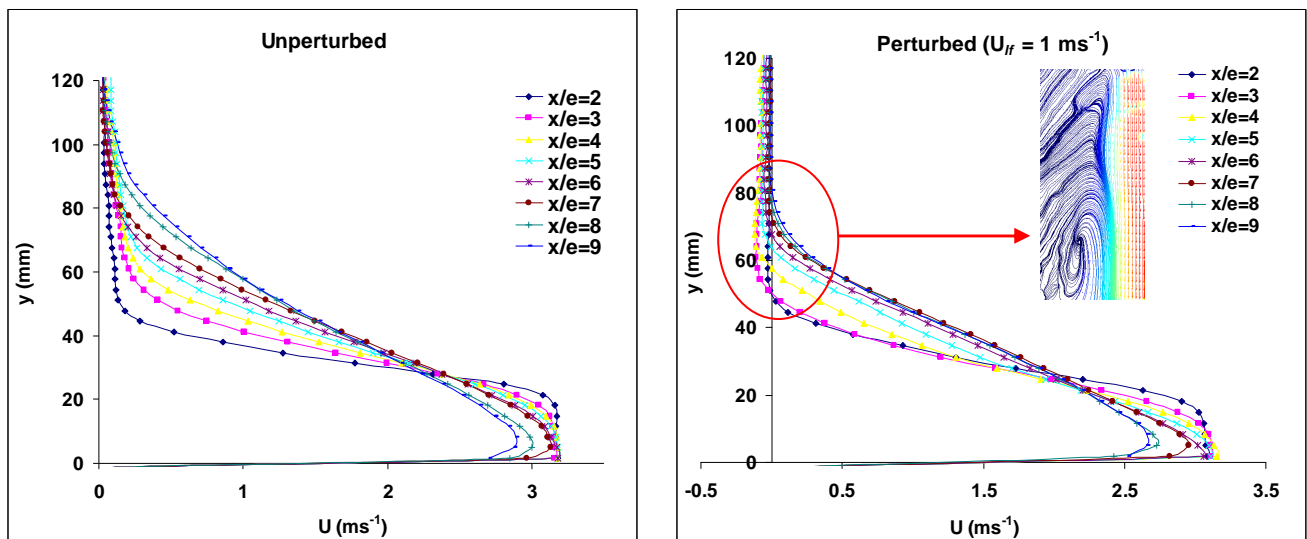 Unperturbed
120
100
80
60
40
20
0
y (mm)
0
1
2
3
U (ms⁻¹)
x/e=2
x/e=3
x/e=4
x/e=5
x/e=6
x/e=7
x/e=8
x/e=9
Perturbed (Ulf = 1 ms⁻¹)
120
100
80
60
40
20
0
y (mm)
-0.5
0.5
1.5
2.5
3.5
U (ms⁻¹)
x/e=2
x/e=3
x/e=4
x/e=5
x/e=6
x/e=7
x/e=8
x/e=9